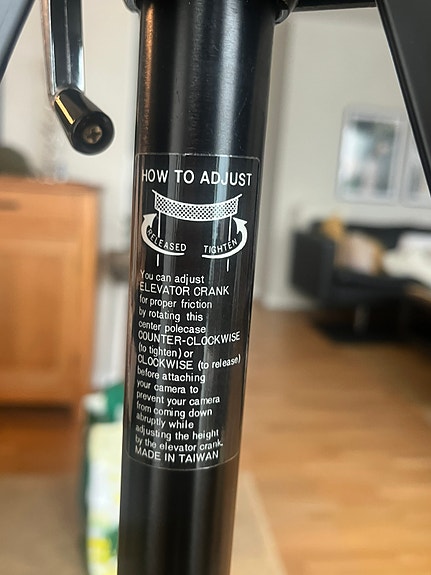 HOW TO ADJUST
RELEASED TIGHTEN
You can adjust
ELEVATOR CRANK
for proper friction
by rotating this
center polecase
COUNTER-CLOCKWISE
(to tighten) or
CLOCKWISE (to release)
before attaching
your camera to
prevent your camera
from coming down
abruptly while
adjusting the height
by the elevator crank.
MADE IN TAIWAN